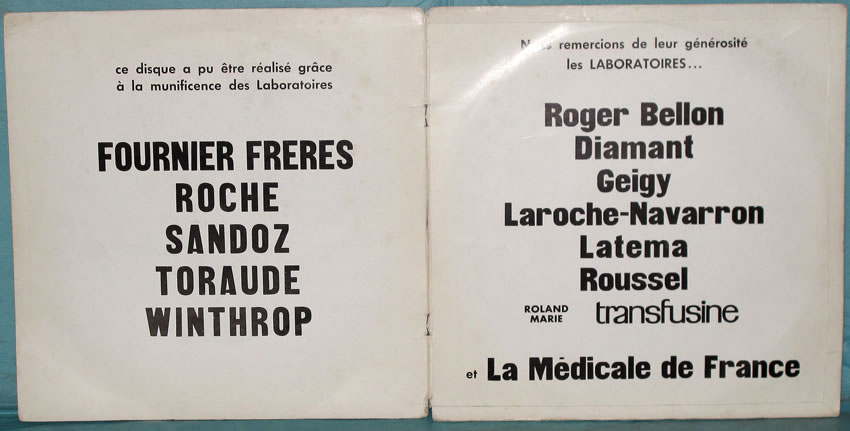 ce disque a pu être réalisé grâce
à la munificence des Laboratoires
FOURNIER FRERES
ROCHE
SANDOZ
TORAUDE
WINTHROP
remercions de leur générosité
les LABORATOIRES...
Roger Bellon
Diamant
Geigy
Laroche-Navarron
Latema
Roussel
ROLAND MARIE transfusine
et La Médicale de France